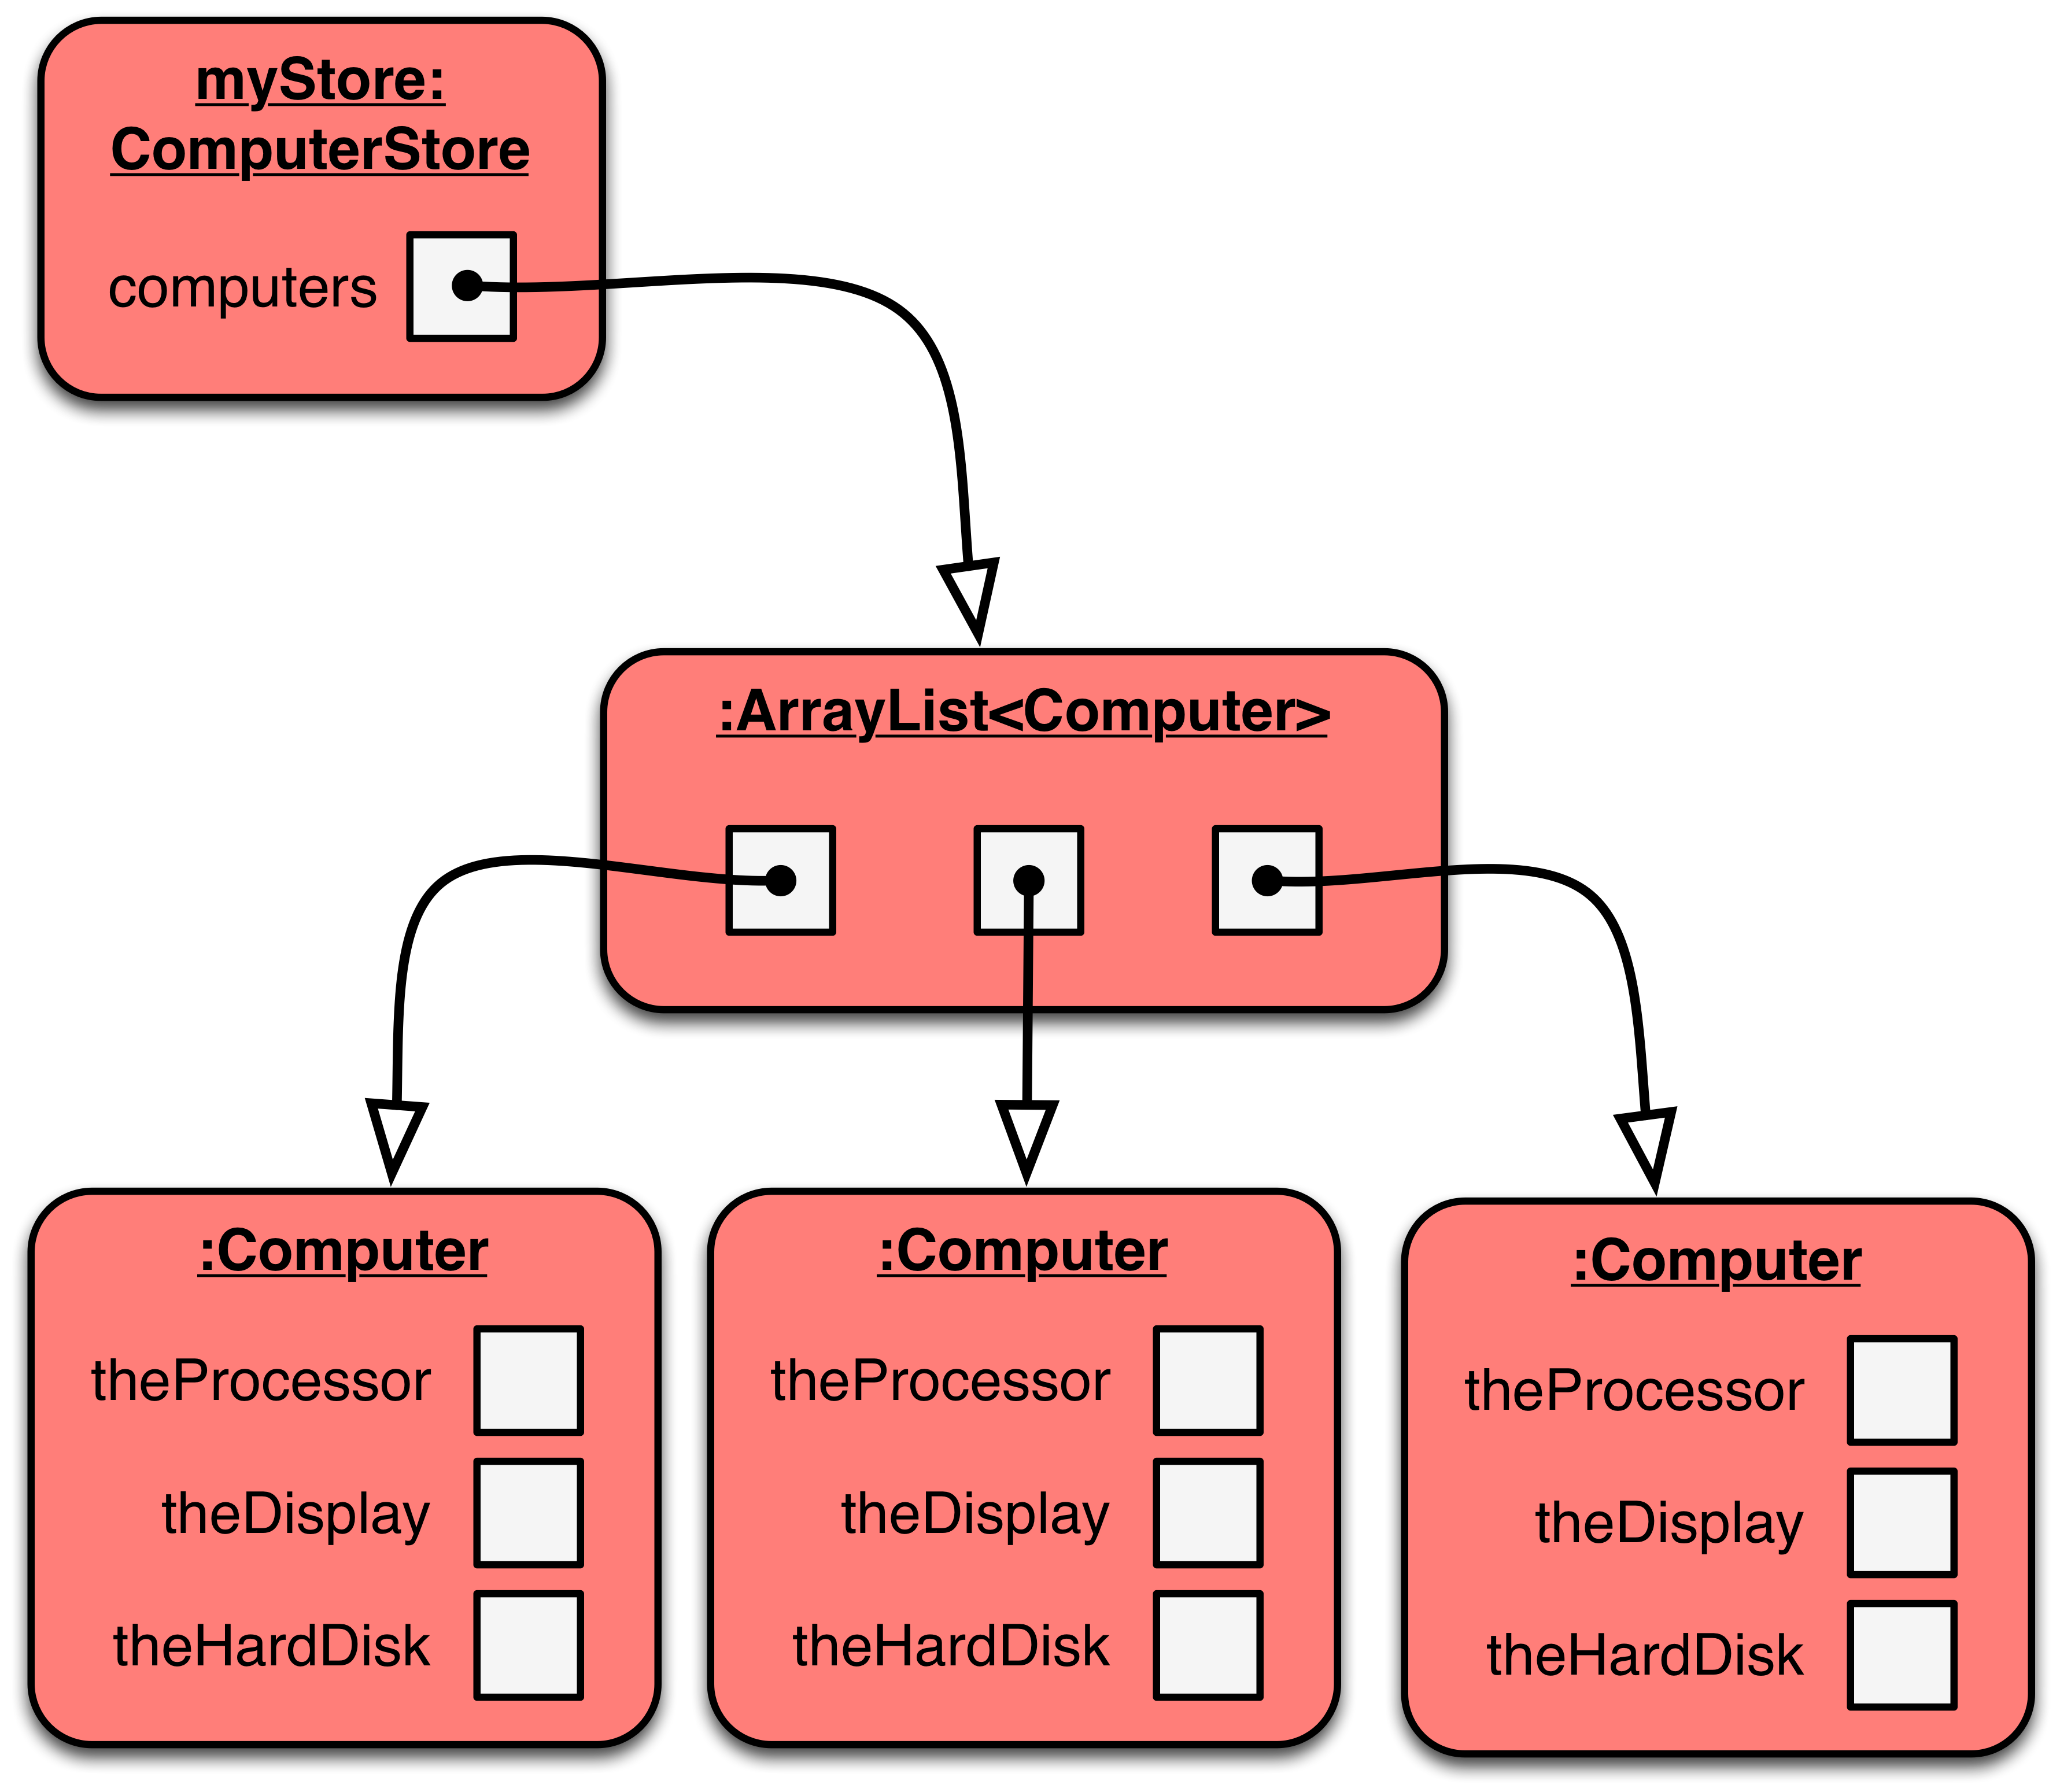 myStore:
ComputerStore
computers
:ArrayList<Computer>
:Computer
theProcessor
theDisplay
theHardDisk
:Computer
theProcessor
theDisplay
theHardDisk
:Computer
theProcessor
theDisplay
theHardDisk